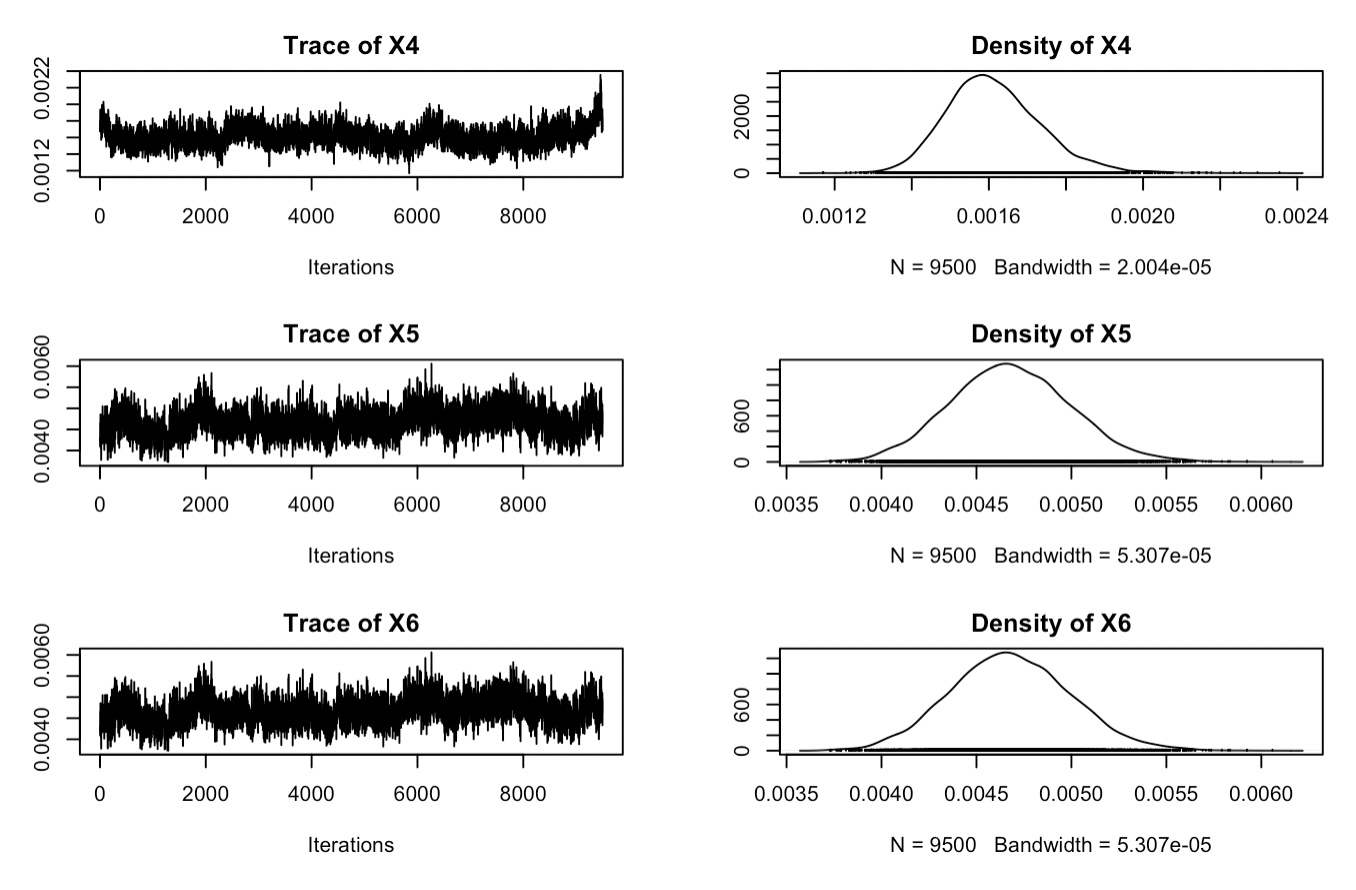 Trace of X4
0.0022
0.0012
0 2000 4000 6000 8000
Iterations
Density of X4
2000
0
0.0012 0.0016 0.0020 0.0024
N = 9500 Bandwidth = 2.004e-05
Trace of X5
0.0060
0.0040
0 2000 4000 6000 8000
Iterations
Density of X5
600
0
0.0035 0.0040 0.0045 0.0050 0.0055 0.0060
N = 9500 Bandwidth = 5.307e-05
Trace of X6
0.0060
0.0040
0 2000 4000 6000 8000
Iterations
Density of X6
600
0
0.0035 0.0040 0.0045 0.0050 0.0055 0.0060
N = 9500 Bandwidth = 5.307e-05